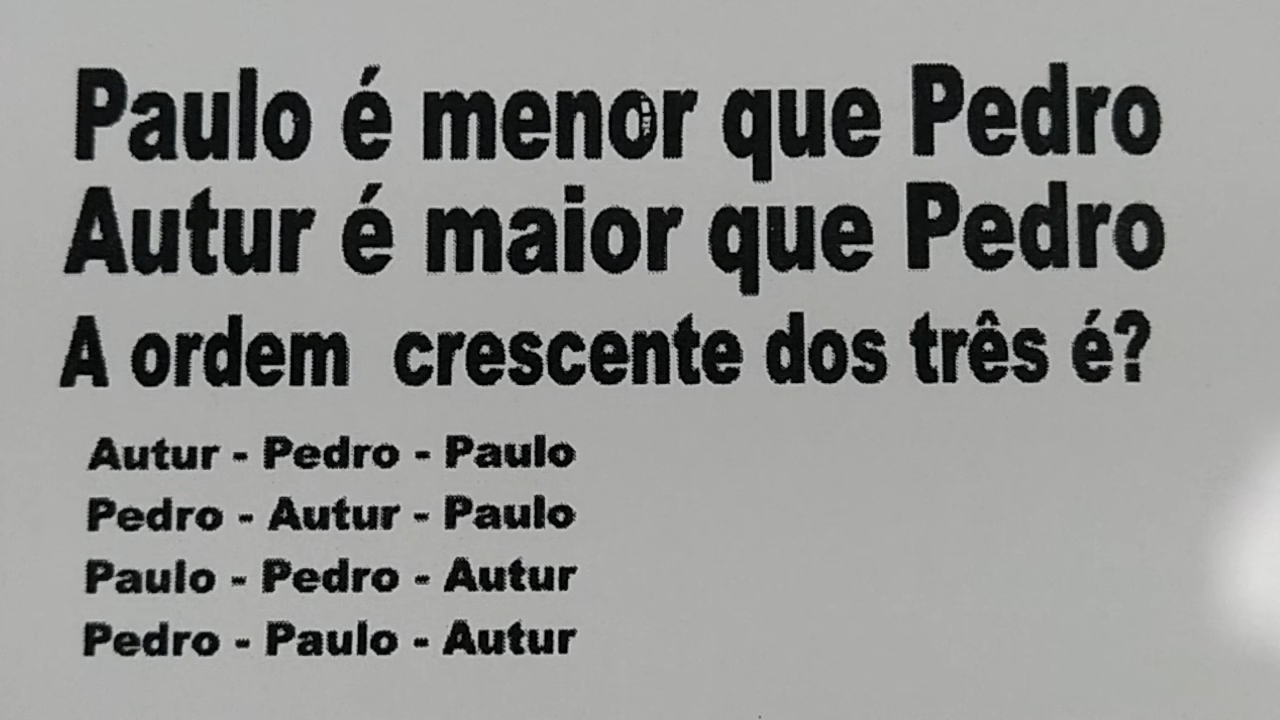 Paulo é menor que Pedro
Autur é maior que Pedro
A ordem crescente dos três é?
Autur - Pedro - Paulo
Pedro - Autur - Paulo
Paulo - Pedro - Autur
Pedro - Paulo - Autur